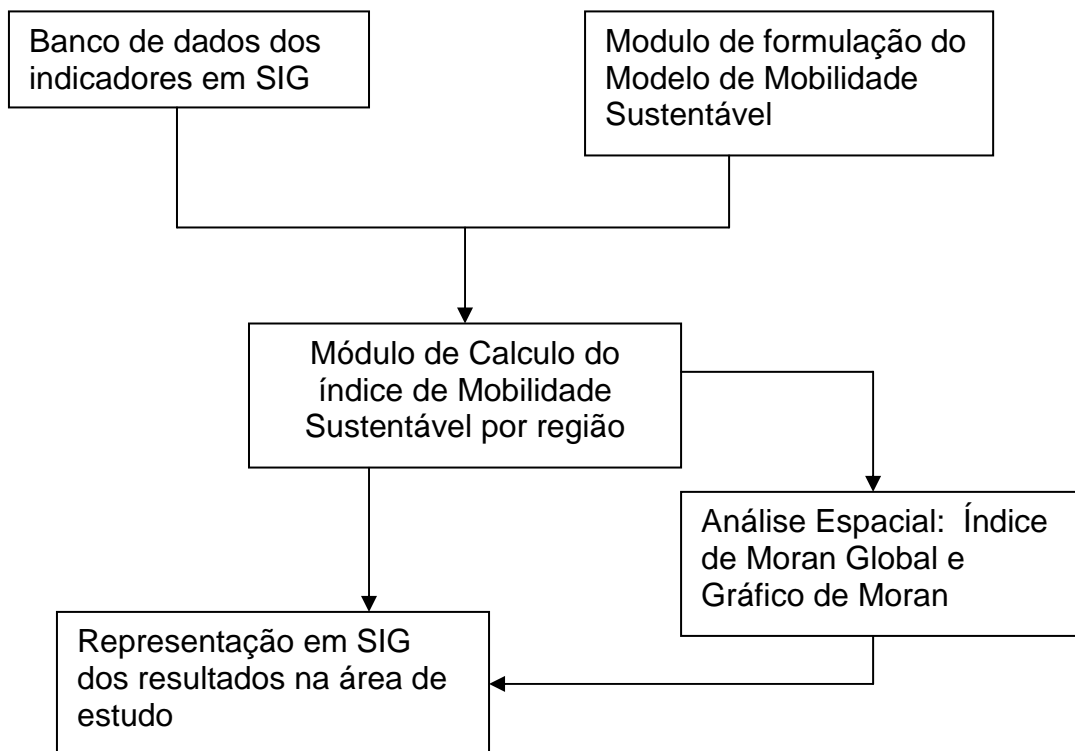 Banco de dados dos
indicadores em SIG
Modulo de formulação do
Modelo de Mobilidade
Sustentável
Módulo de Calculo do
índice de Mobilidade
Sustentável por região
Análise Espacial:  Índice
de Moran Global e
Gráfico de Moran
Representação em SIG
dos resultados na área de
estudo